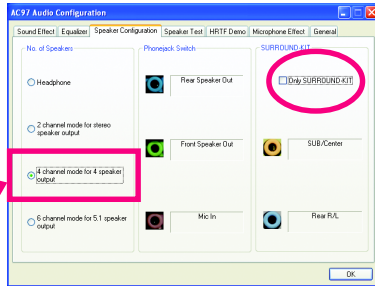 AC97 Audio Configuration
Sound Effect Equalizer Speaker Configuration Speaker Test HRTF Demo Microphone Effect General
No. of Speakers
Headphone
2 channel mode for stereo
speaker output
4 channel mode for 4 speaker
output
6 channel mode for 5.1 speaker
output
Phonejack Switch
Rear Speaker Out
Front Speaker Out
Mic In
SURROUND-KIT
Only SURROUND-KIT
SUB/Center
Rear R/L
OK